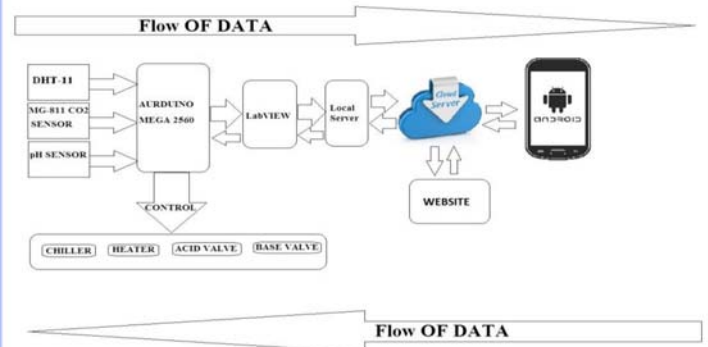 Flow OF DATA
DHT-11
MG-811 CO2
SENSOR
pH SENSOR
AURDUINO
MEGA 2560
LabVIEW
Local
Server
Cloud
Server
ANDROID
WEBSITE
CONTROL
CHILLER
HEATER
ACID VALVE
BASE VALVE
Flow OF DATA